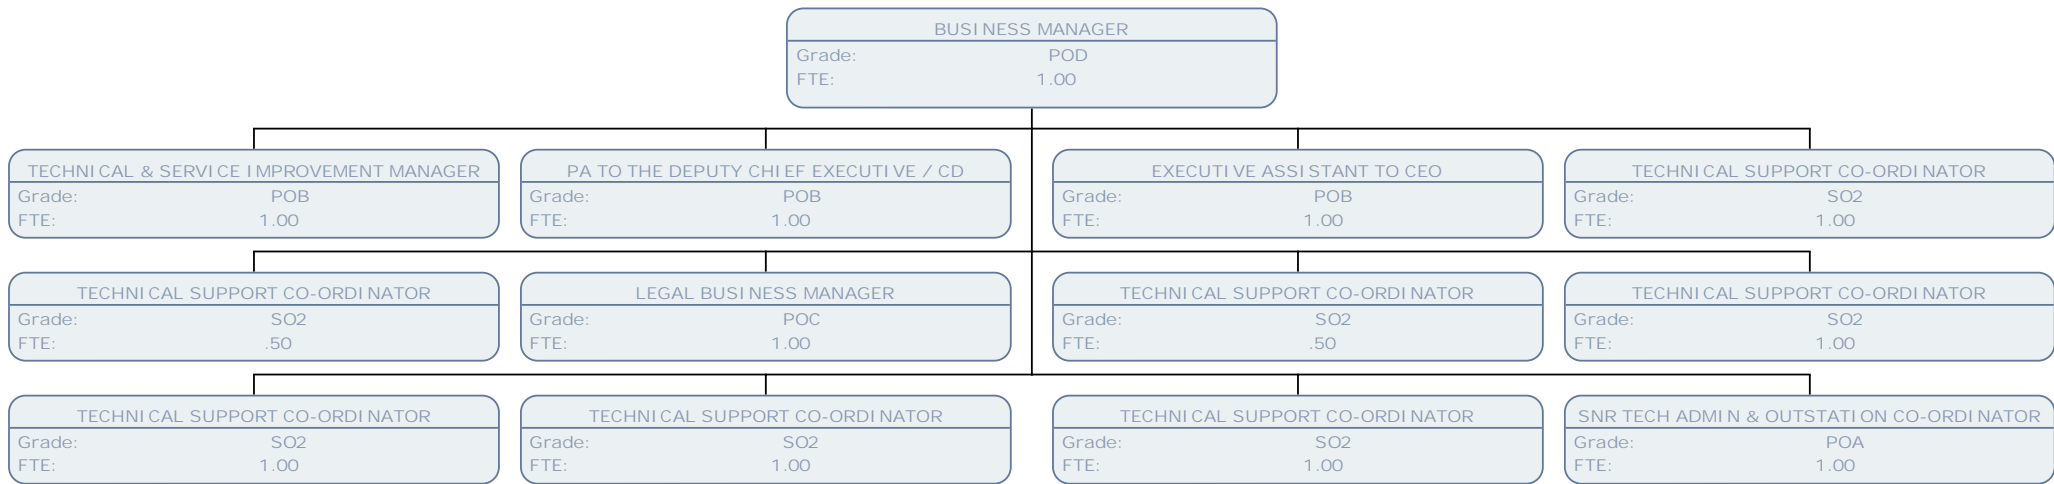 BUSINESS MANAGER
Grade: POD
FTE: 1.00
TECHNICAL & SERVICE IMPROVEMENT MANAGER
Grade: POB
FTE: 1.00
PA TO THE DEPUTY CHIEF EXECUTIVE / CD
Grade: POB
FTE: 1.00
EXECUTIVE ASSISTANT TO CEO
Grade: POB
FTE: 1.00
TECHNICAL SUPPORT CO-ORDINATOR
Grade: SO2
FTE: 1.00
TECHNICAL SUPPORT CO-ORDINATOR
Grade: SO2
FTE: .50
LEGAL BUSINESS MANAGER
Grade: POC
FTE: 1.00
TECHNICAL SUPPORT CO-ORDINATOR
Grade: SO2
FTE: .50
TECHNICAL SUPPORT CO-ORDINATOR
Grade: SO2
FTE: 1.00
TECHNICAL SUPPORT CO-ORDINATOR
Grade: SO2
FTE: 1.00
TECHNICAL SUPPORT CO-ORDINATOR
Grade: SO2
FTE: 1.00
TECHNICAL SUPPORT CO-ORDINATOR
Grade: SO2
FTE: 1.00
SNR TECH ADMIN & OUTSTATION CO-ORDINATOR
Grade: POA
FTE: 1.00